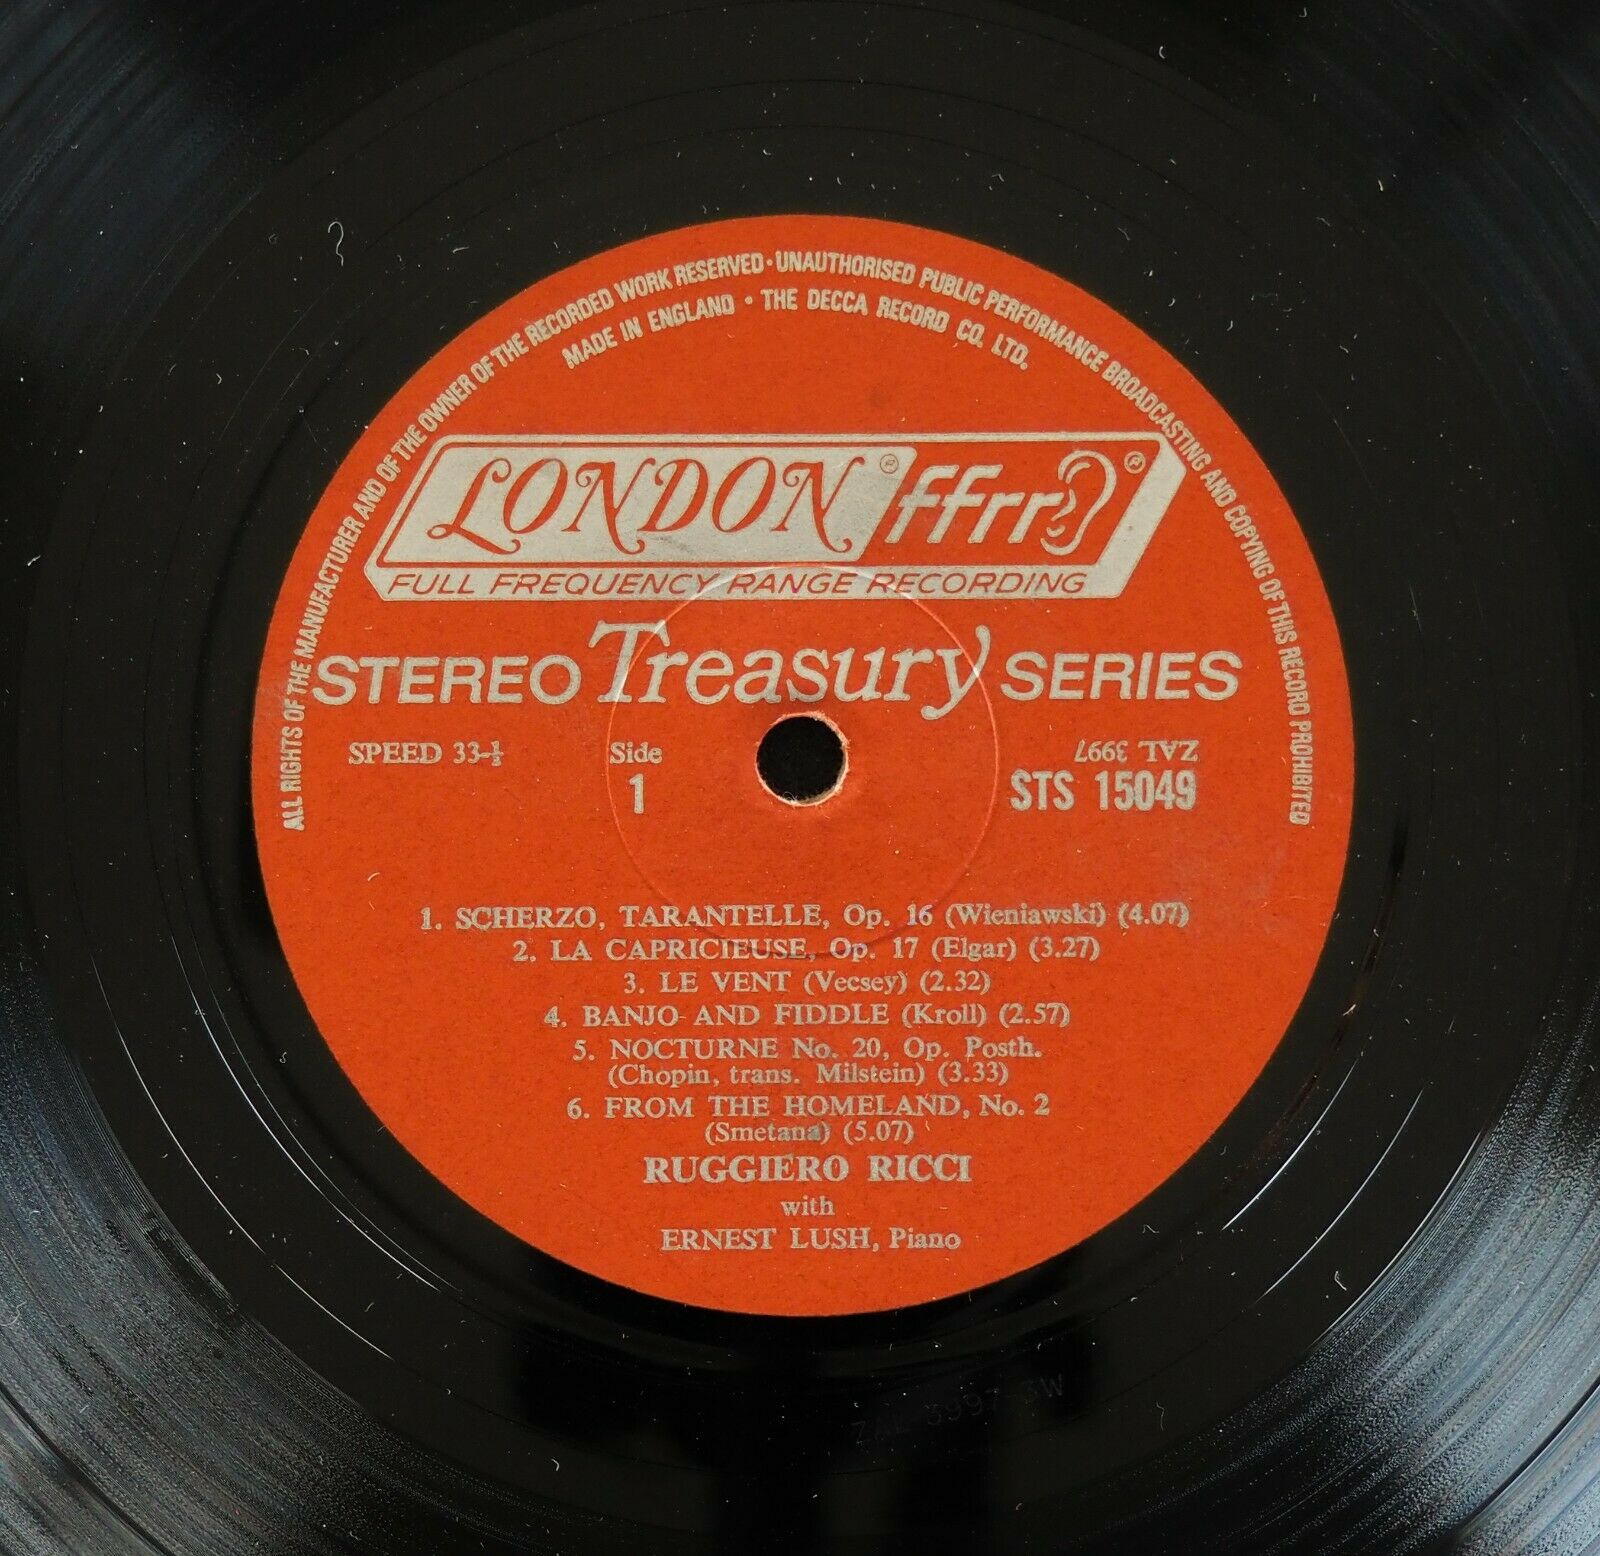 ALL RIGHTS OF THE MANUFACTURER AND OF THE OWNER OF THE RECORDED WORK RESERVED · UNAUTHORISED PUBLIC PERFORMANCE BROADCASTING AND COPYING OF THIS RECORD PROHIBITED
MADE IN ENGLAND · THE DECCA RECORD CO. LTD.
LONDON ® ffrr ®
FULL FREQUENCY RANGE RECORDING
STEREO Treasury SERIES
SPEED 33-⅓ Side ZAL 3997
1 STS 15049
1. SCHERZO, TARANTELLE, Op. 16 (Wieniawski) (4.07)
2. LA CAPRICIEUSE, Op. 17 (Elgar) (3.27)
3. LE VENT (Vecsey) (2.32)
4. BANJO AND FIDDLE (Kroll) (2.57)
5. NOCTURNE No. 20, Op. Posth.
(Chopin, trans. Milstein) (3.33)
6. FROM THE HOMELAND, No. 2
(Smetana) (5.07)
RUGGIERO RICCI
with
ERNEST LUSH, Piano
ZAL 3997 3W